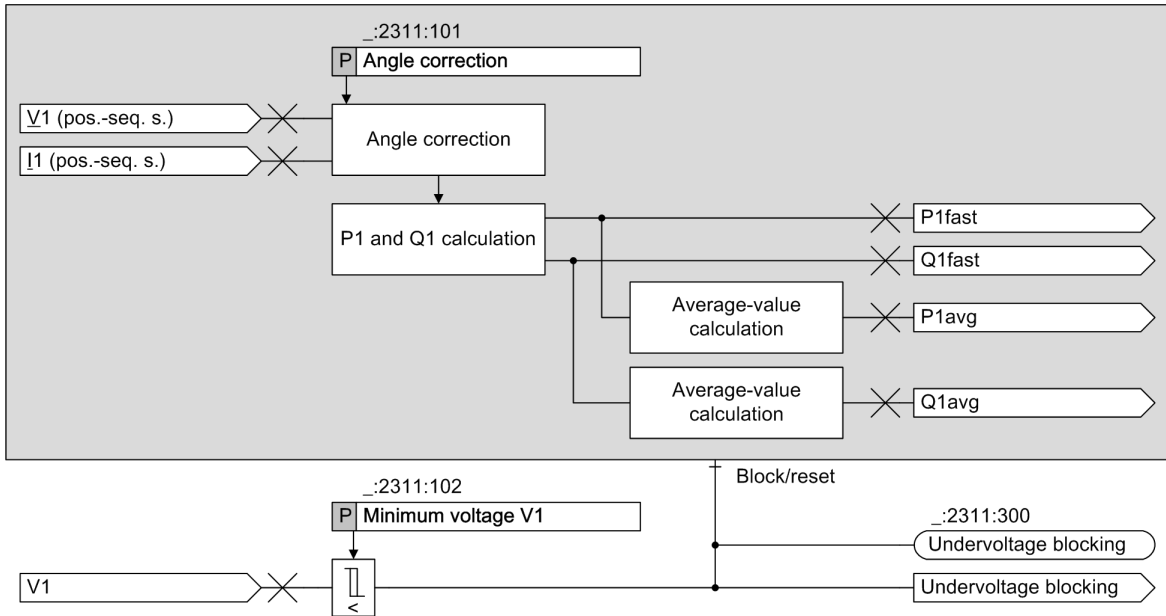 _:2311:101
P Angle correction
V1 (pos.-seq. s.)
Angle correction
I1 (pos.-seq. s.)
P1 and Q1 calculation
P1fast
Q1fast
Average-value
calculation
P1avg
Average-value
calculation
Q1avg
Block/reset
_:2311:102
P Minimum voltage V1
_:2311:300
Undervoltage blocking
V1
<
Undervoltage blocking